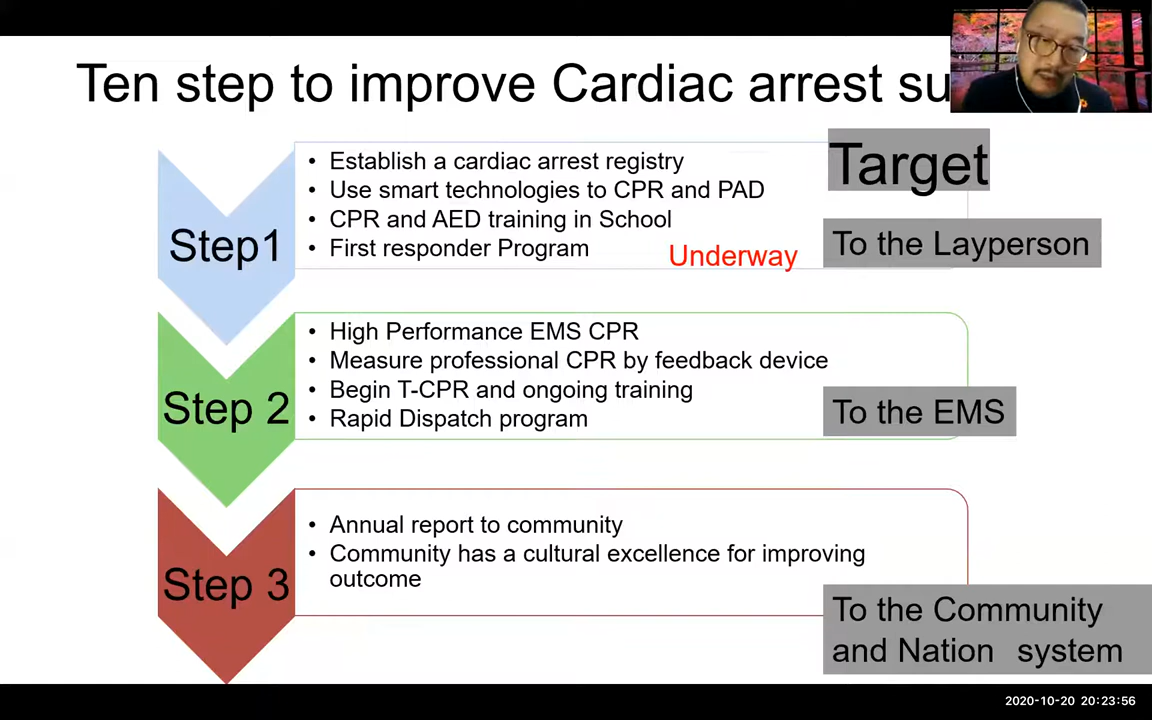 Ten step to improve Cardiac arrest su
Target
Step1
• Establish a cardiac arrest registry
• Use smart technologies to CPR and PAD
• CPR and AED training in School
• First responder Program
Underway
To the Layperson
Step 2
• High Performance EMS CPR
• Measure professional CPR by feedback device
• Begin T-CPR and ongoing training
• Rapid Dispatch program
To the EMS
Step 3
• Annual report to community
• Community has a cultural excellence for improving
outcome
To the Community
and Nation system
2020-10-20 20:23:56